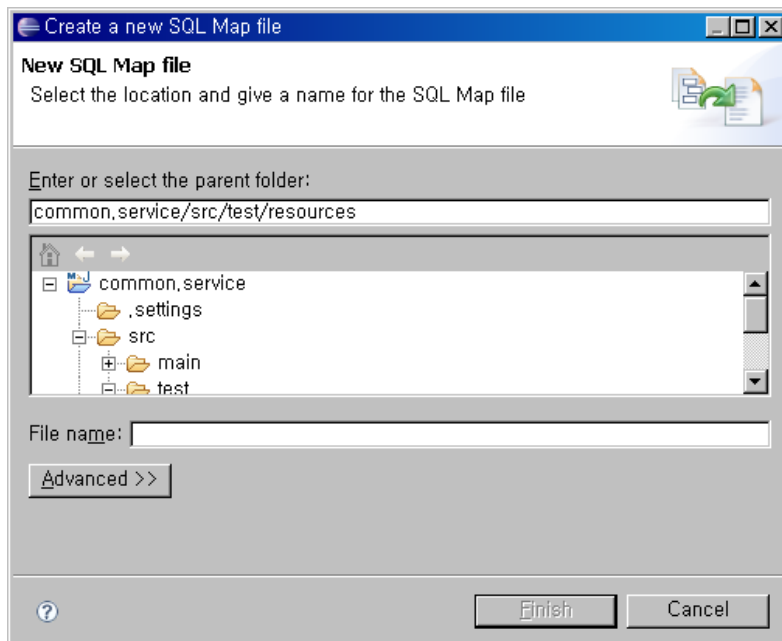 Create a new SQL Map file
New SQL Map file
Select the location and give a name for the SQL Map file
Enter or select the parent folder:
common.service/src/test/resources
common.service
.settings
src
main
test
File name:
Advanced >>
Finish
Cancel